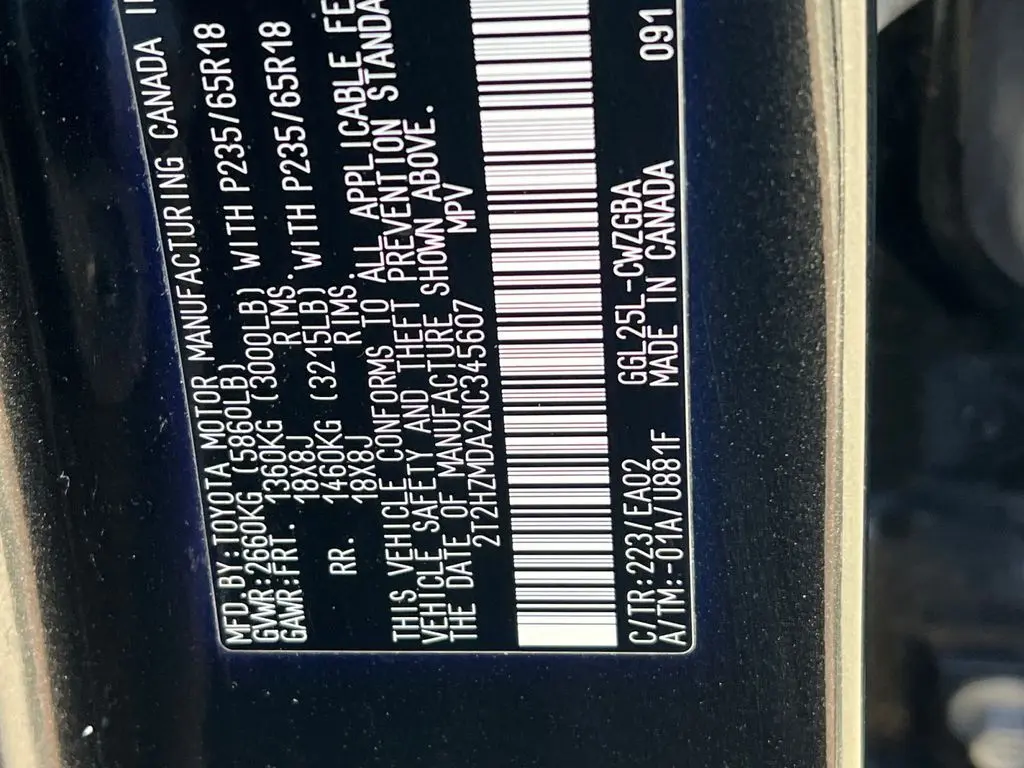 MFD.BY:TOYOTA MOTOR MANUFACTURING CANADA
GVWR:2660KG (5860LB)
GAWR:FRT. 1360KG (3000LB) WITH P235/65R18
18X8J RIMS.
RR. 1460KG (3215LB) WITH P235/65R18
18X8J RIMS.
THIS VEHICLE CONFORMS TO ALL APPLICABLE FE
VEHICLE SAFETY AND THEFT PREVENTION STANDA
THE DATE OF MANUFACTURE SHOWN ABOVE.
2T2HZMDA2NC345607 MPV
C/TR:223/EA02 GGL25L-CWZGBA
A/TM:-01A/U881F MADE IN CANADA 091